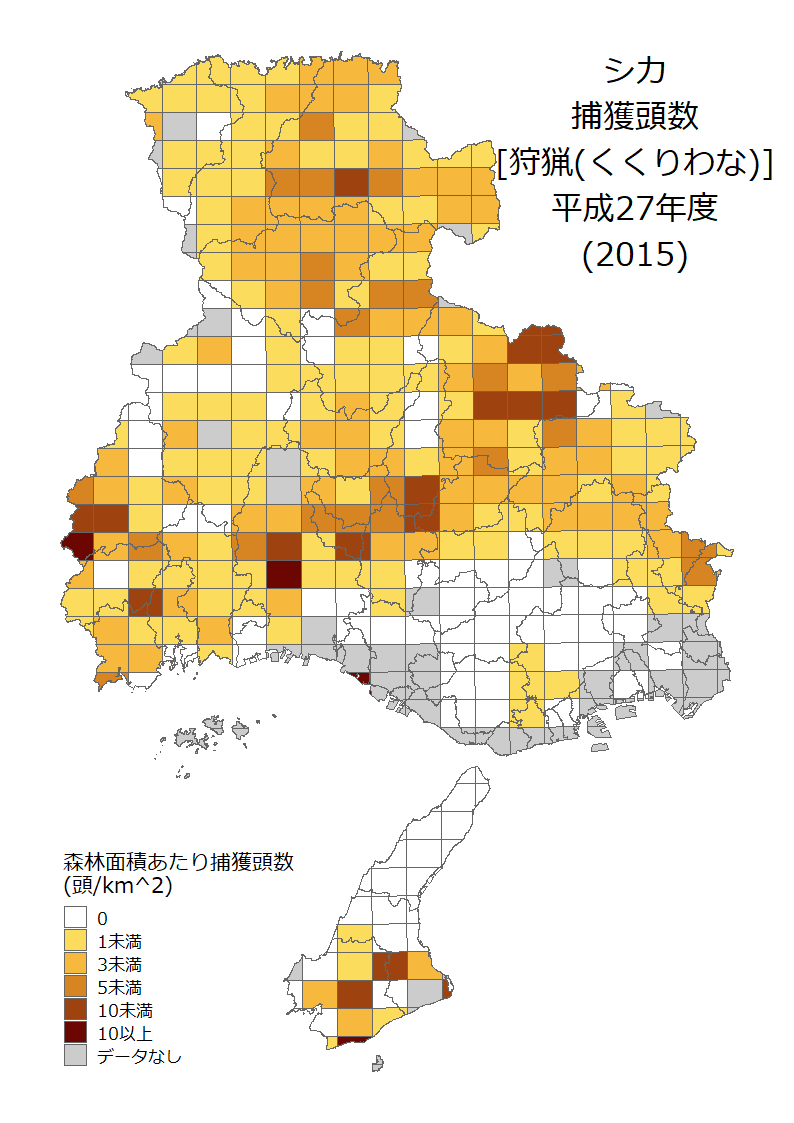 シカ
捕獲頭数
[狩猟(くくりわな)]
平成27年度
(2015)
森林面積あたり捕獲頭数
(頭/km^2)
0
1未満
3未満
5未満
10未満
10以上
データなし